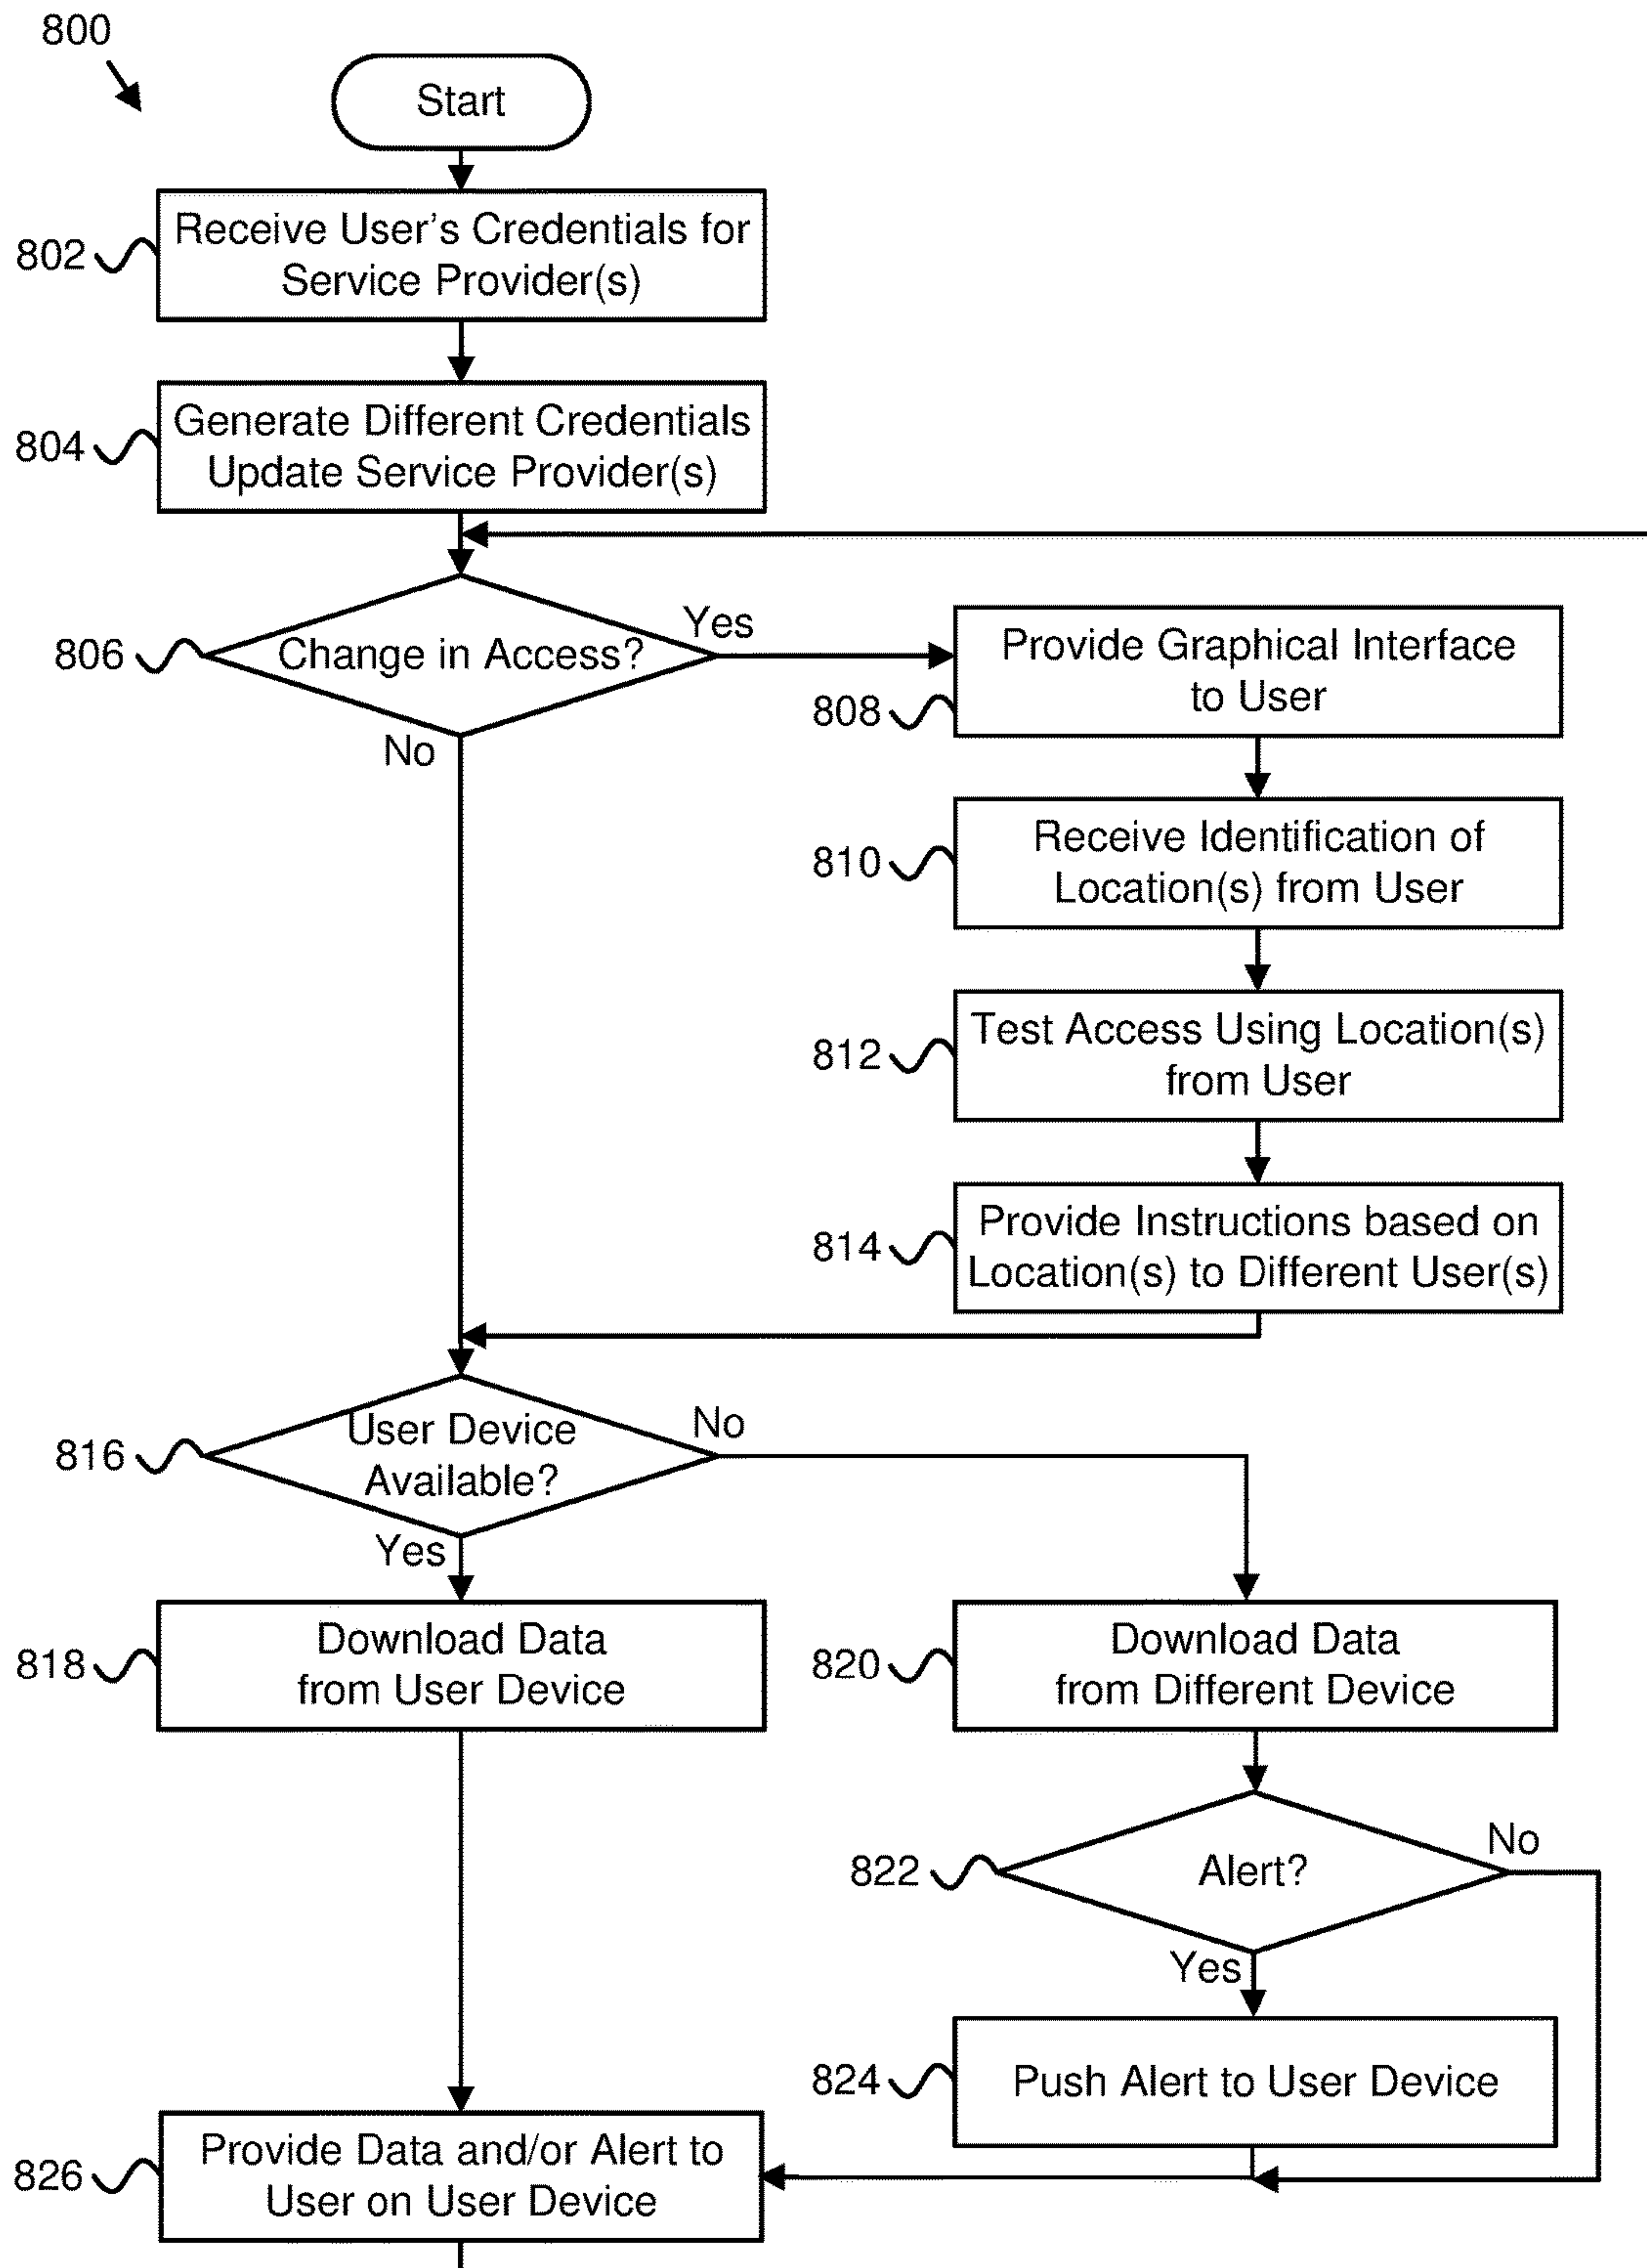 800
Start
802
Receive User's Credentials for
Service Provider(s)
804
Generate Different Credentials
Update Service Provider(s)
806
Change in Access?
Yes
No
808
Provide Graphical Interface
to User
810
Receive Identification of
Location(s) from User
812
Test Access Using Location(s)
from User
814
Provide Instructions based on
Location(s) to Different User(s)
816
User Device
Available?
No
Yes
818
Download Data
from User Device
820
Download Data
from Different Device
822
Alert?
No
Yes
824
Push Alert to User Device
826
Provide Data and/or Alert to
User on User Device